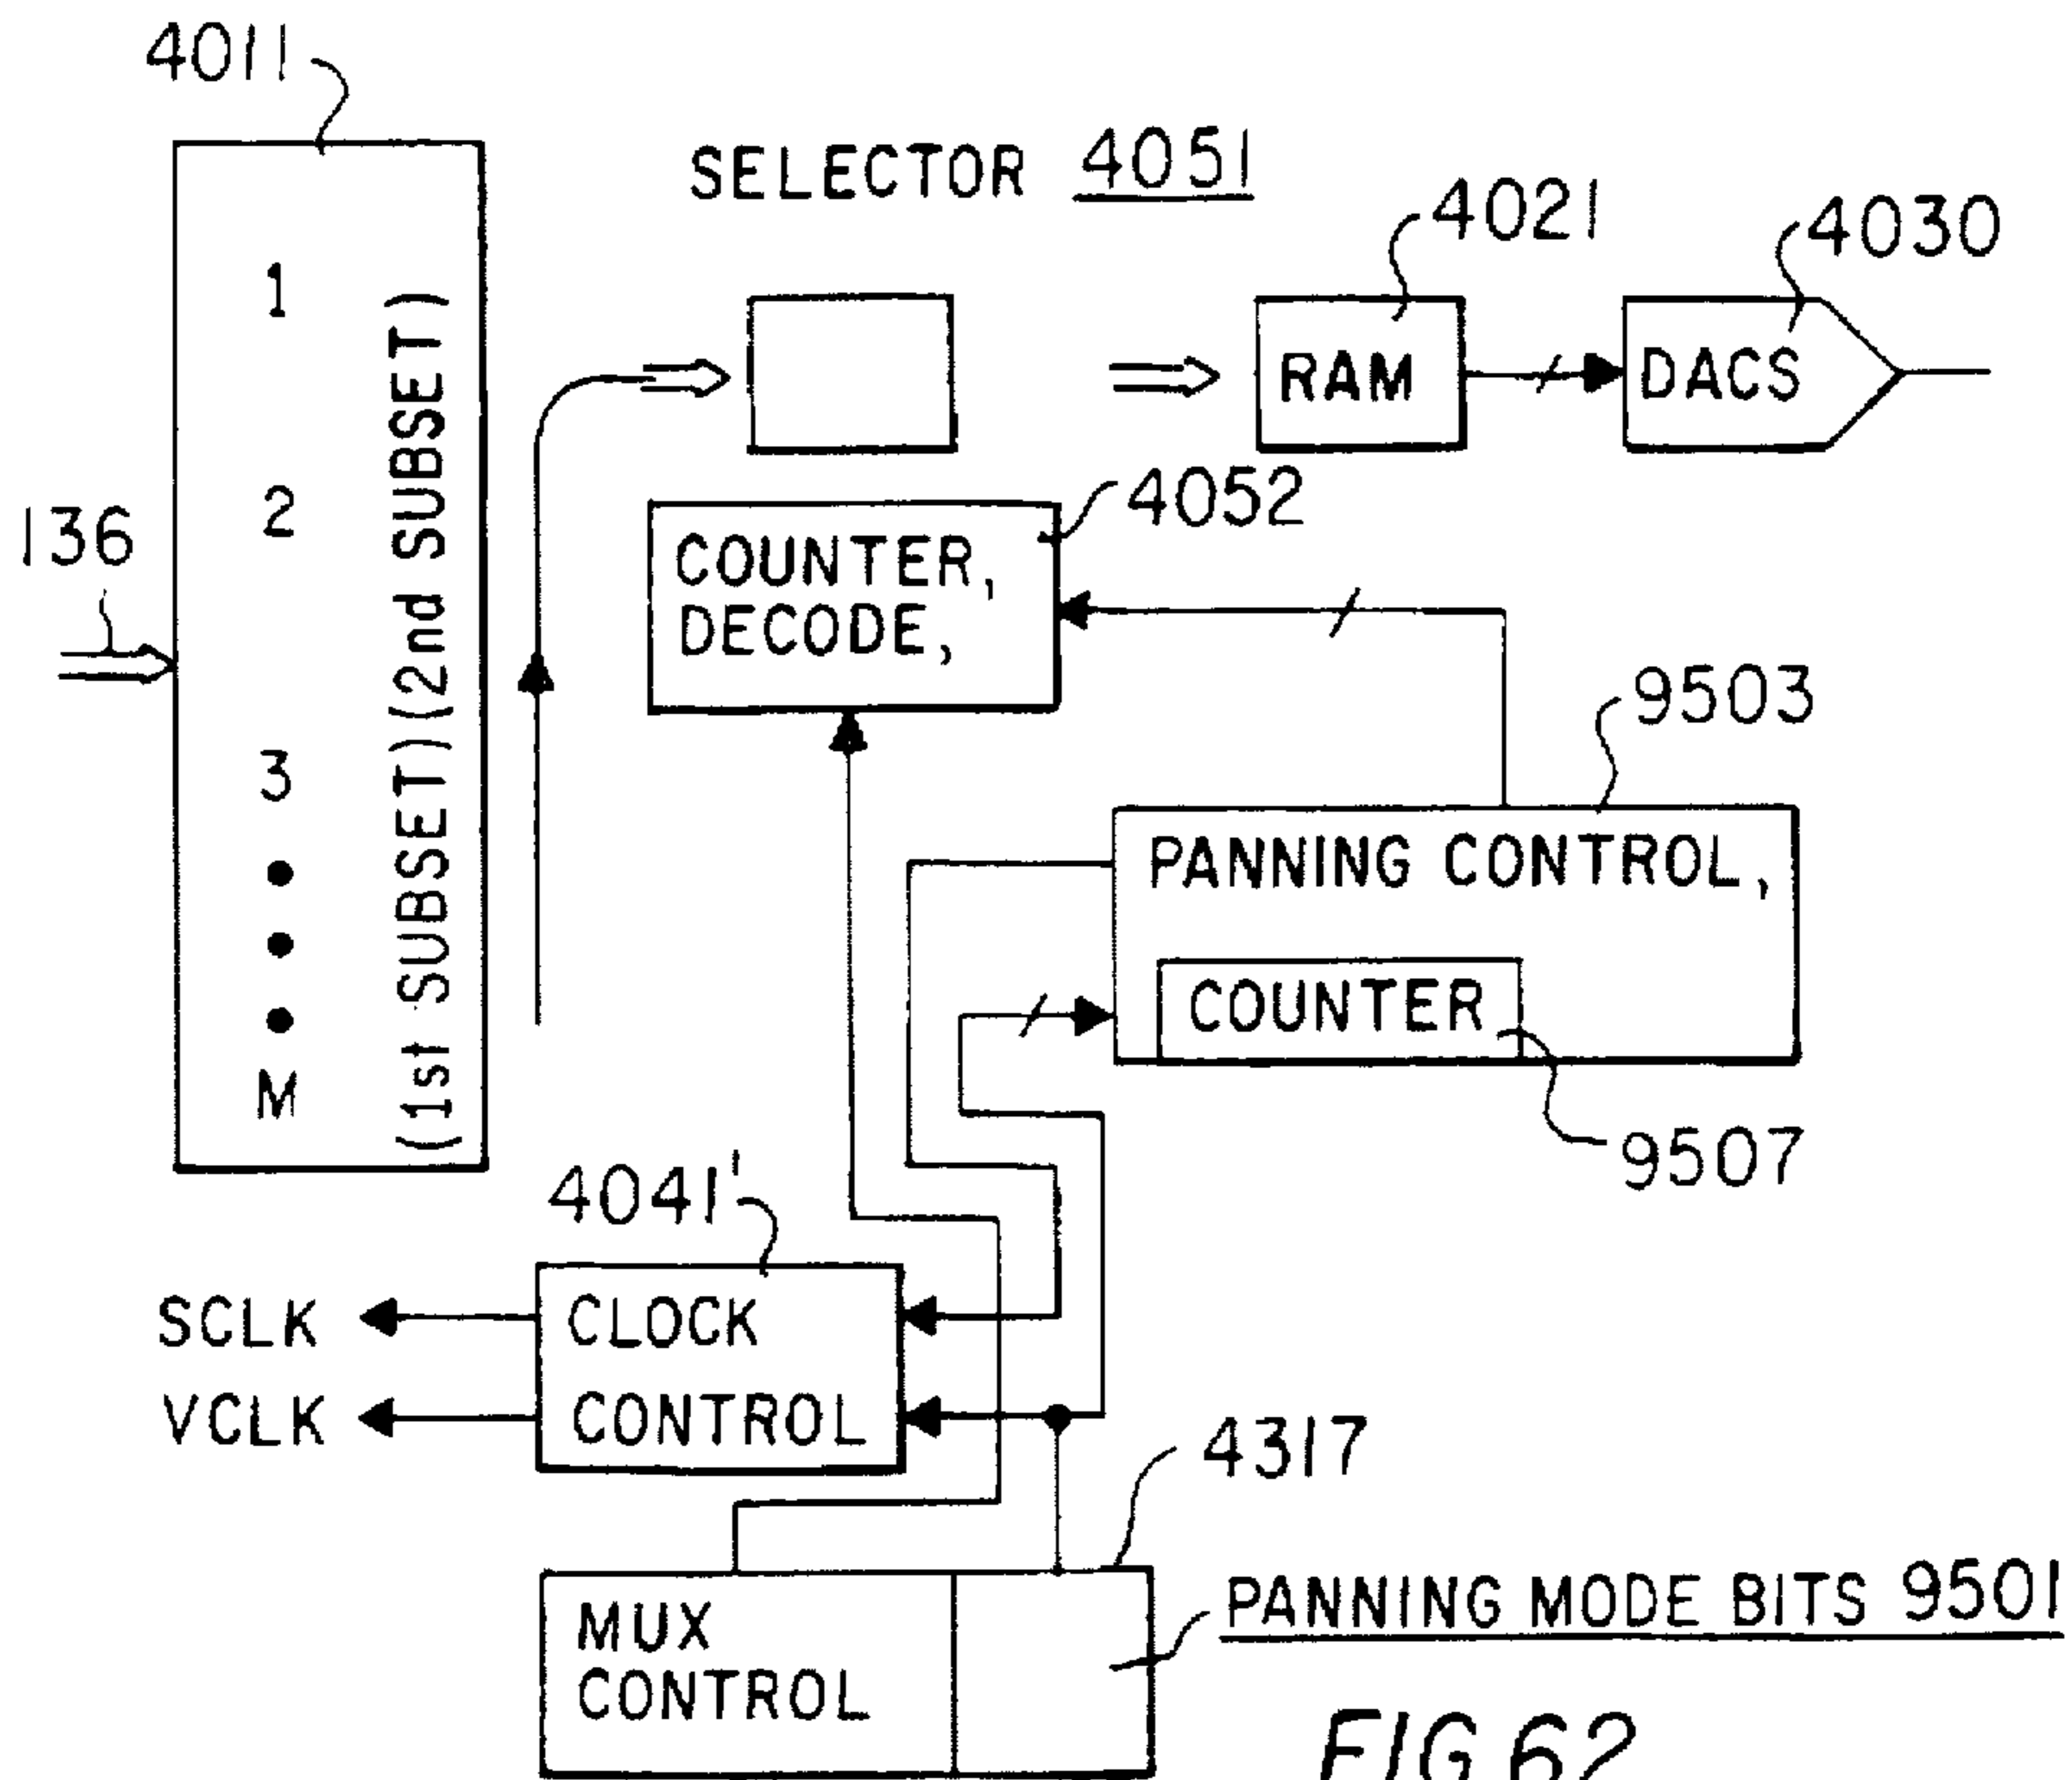 4011
SELECTOR 4051
4021
4030
1
2
3
M
(1st SUBSET)(2nd SUBSET)
136
RAM
DACS
4052
COUNTER,
DECODE,
9503
PANNING CONTROL,
COUNTER
9507
4041'
SCLK
VCLK
CLOCK
CONTROL
4317
MUX
CONTROL
PANNING MODE BITS 9501
FIG 62